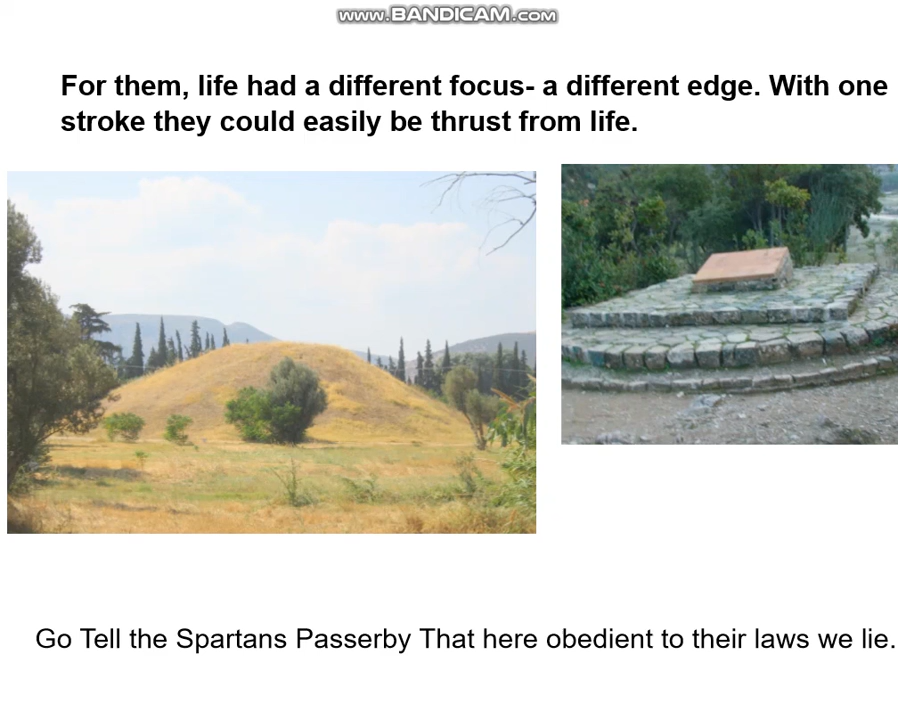 www.BANDICAM.com
For them, life had a different focus- a different edge. With one
stroke they could easily be thrust from life.
Go Tell the Spartans Passerby That here obedient to their laws we lie.